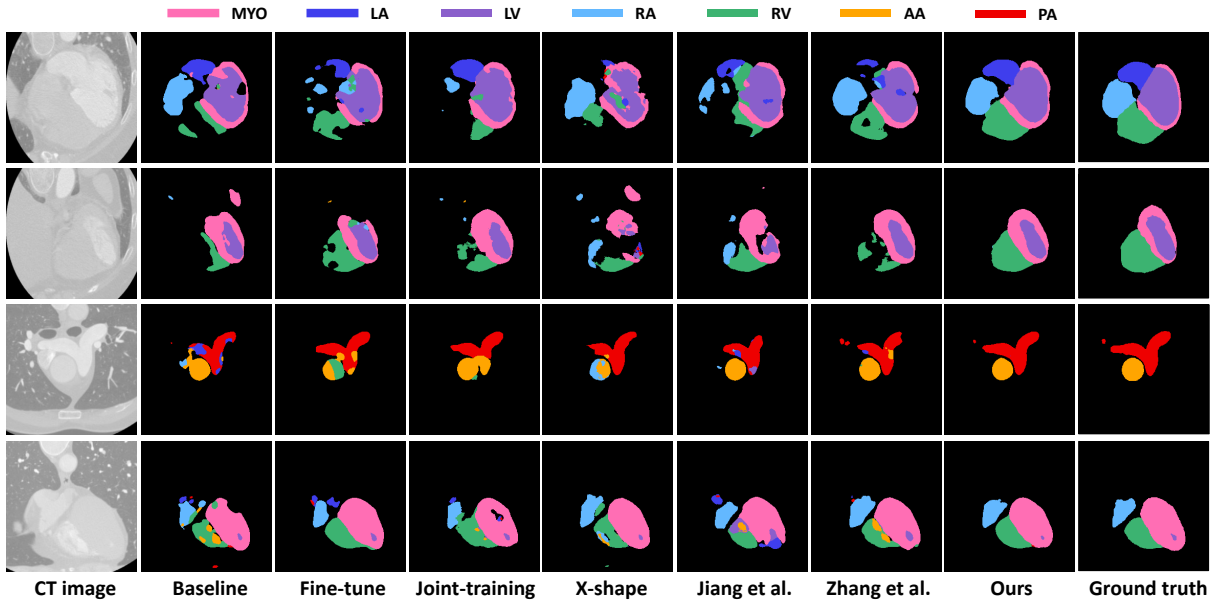 MYO LA LV RA RV AA PA
CT image Baseline Fine-tune Joint-training X-shape Jiang et al. Zhang et al. Ours Ground truth